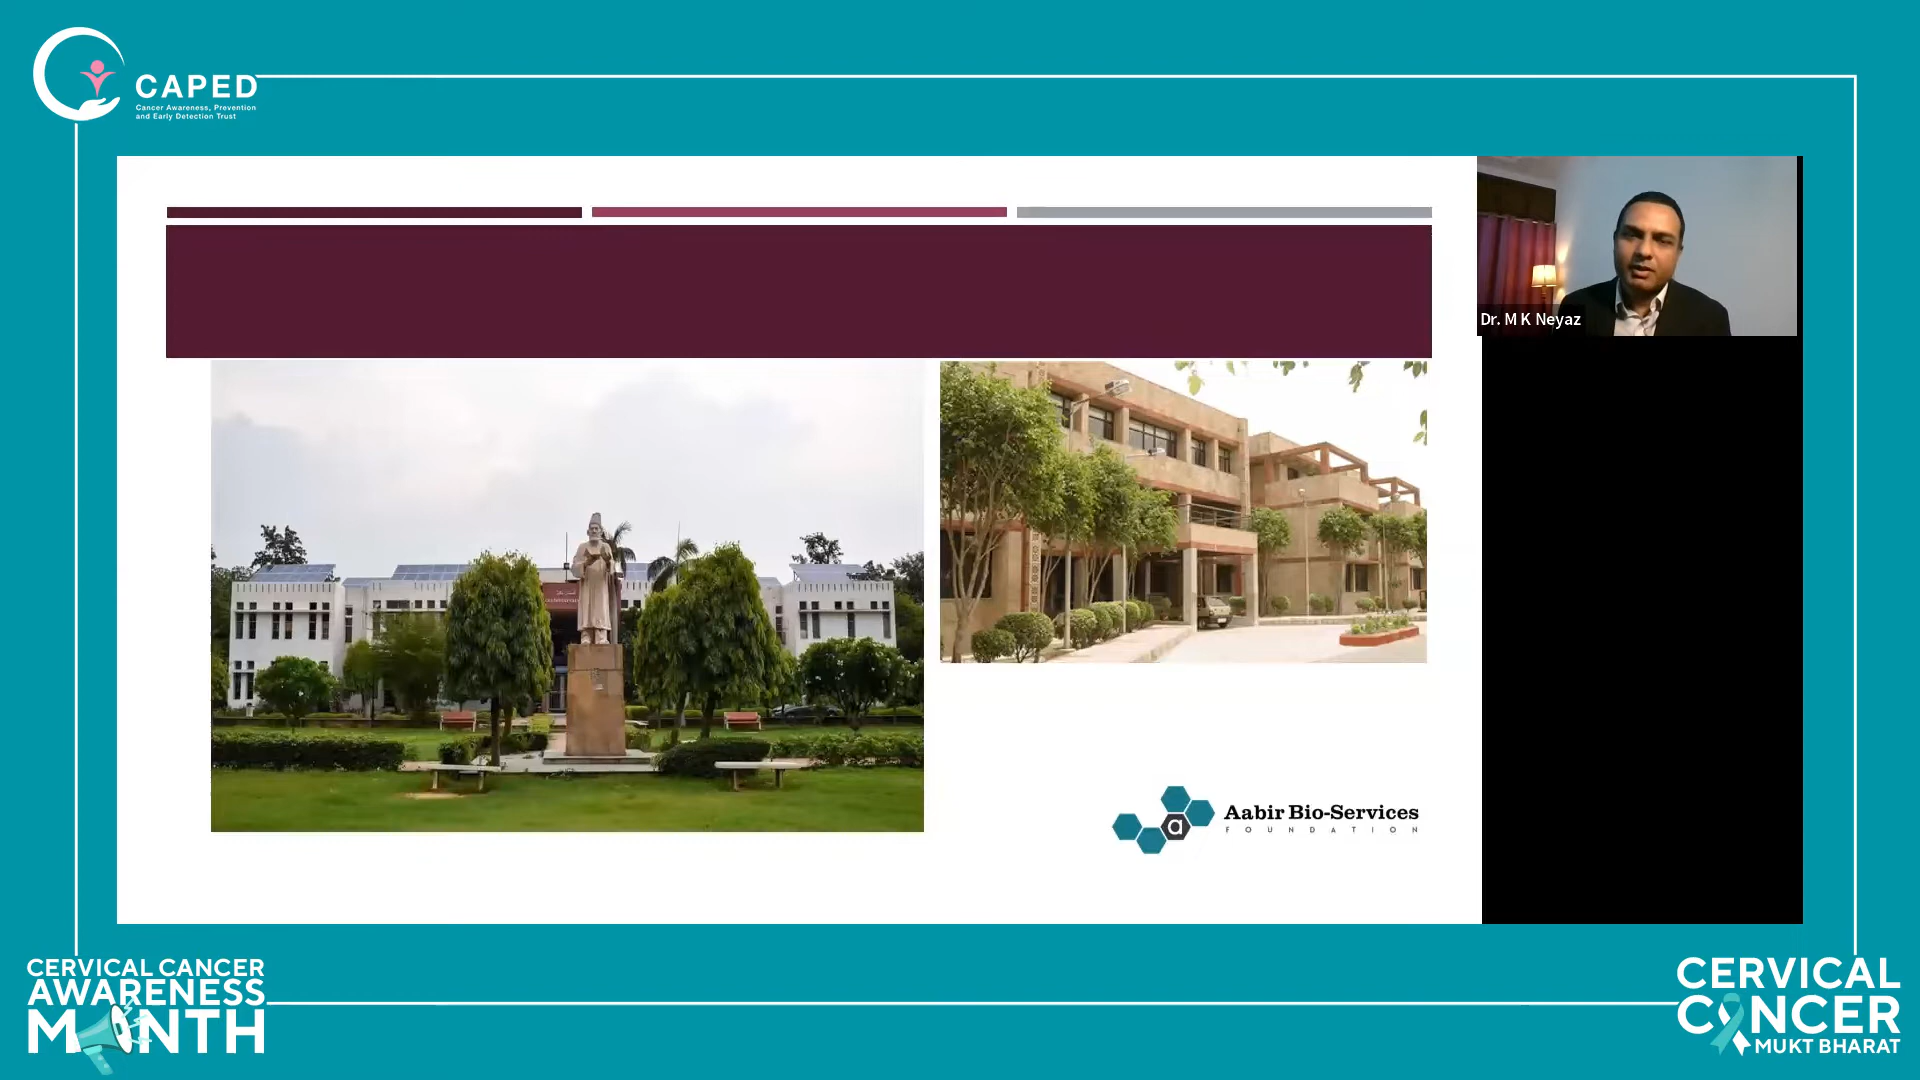 CAPED
Cancer Awareness, Prevention
and Early Detection Trust
Dr. M K Neyaz
Aabir Bio-Services
FOUNDATION
CERVICAL CANCER
AWARENESS
MONTH
CERVICAL
CANCER
MUKT BHARAT